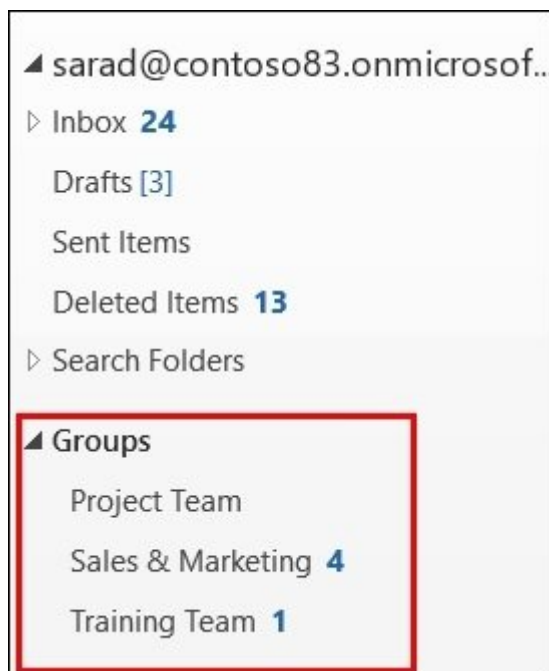 sarad@contoso83.onmicrosof...
Inbox 24
Drafts [3]
Sent Items
Deleted Items 13
Search Folders
Groups
Project Team
Sales & Marketing 4
Training Team 1